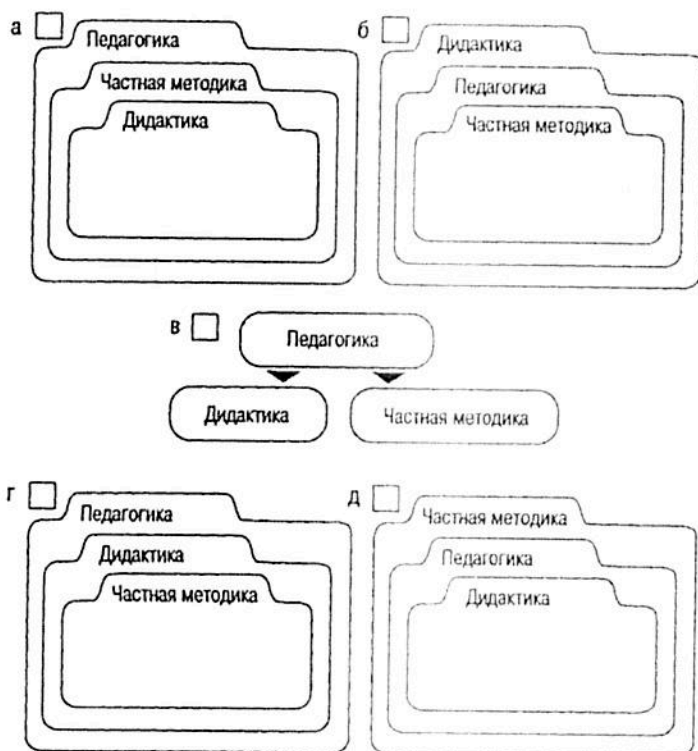 а
Педагогика
Частная методика
Дидактика
б
Дидактика
Педагогика
Частная методика
в
Педагогика
Дидактика
Частная методика
г
Педагогика
Дидактика
Частная методика
д
Частная методика
Педагогика
Дидактика